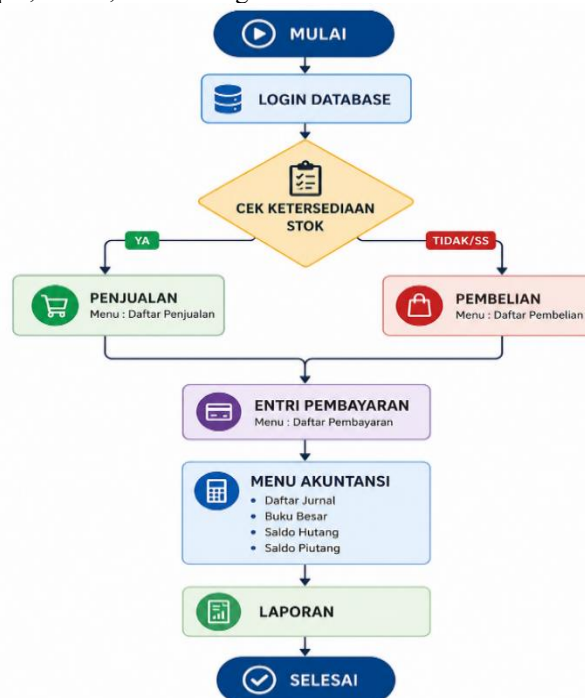 MULAI
LOGIN DATABASE
CEK KETERSEDIAAN
STOK
YA
TIDAK/SS
PENJUALAN
Menu : Daftar Penjualan
PEMBELIAN
Menu : Daftar Pembelian
ENTRI PEMBAYARAN
Menu : Daftar Pembayaran
MENU AKUNTANSI
• Daftar Jurnal
• Buku Besar
• Saldo Hutang
• Saldo Piutang
LAPORAN
SELESAI